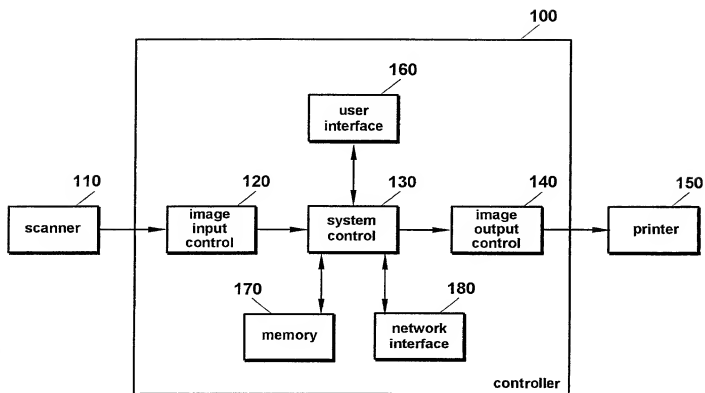 100
160
user
interface
110
120
130
140
150
scanner
image
input
control
system
control
image
output
control
printer
170
180
memory
network
interface
controller